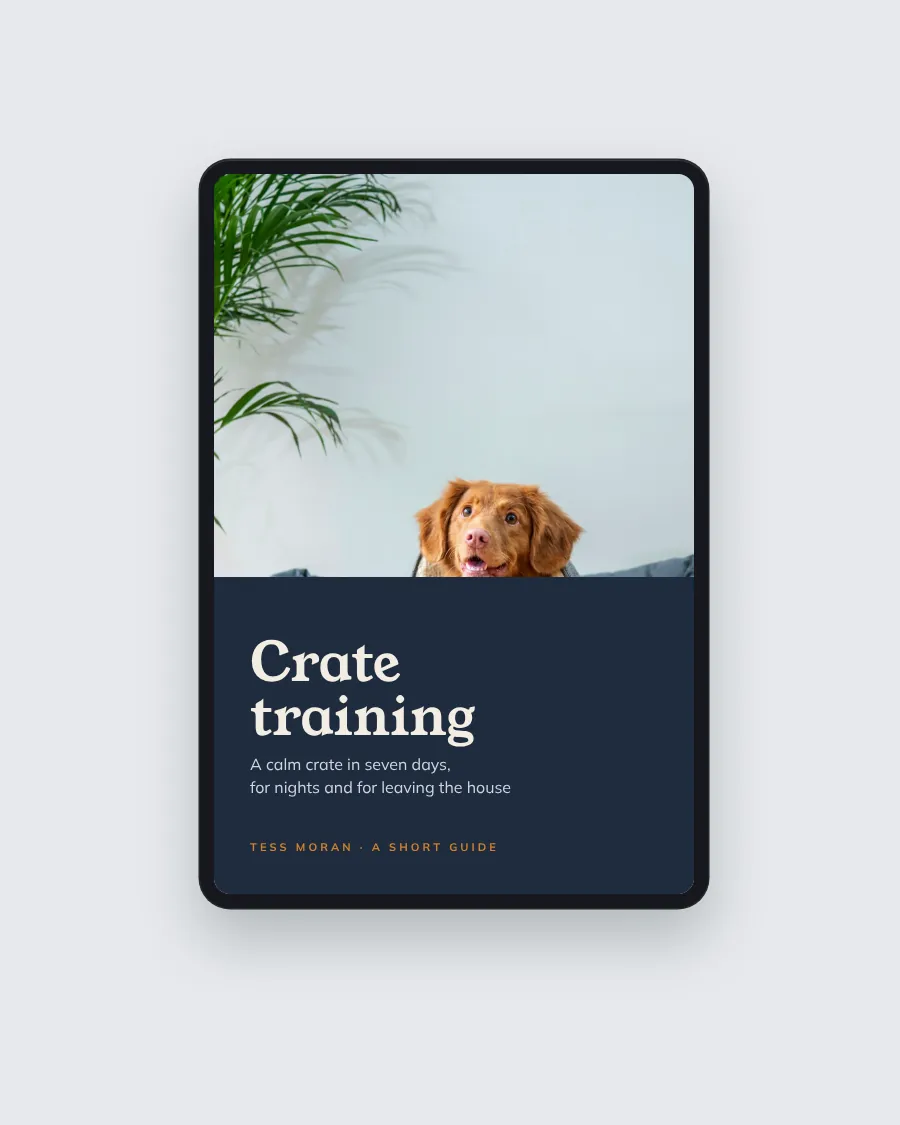 Crate
training
A calm crate in seven days,
for nights and for leaving the house
TESS MORAN · A SHORT GUIDE